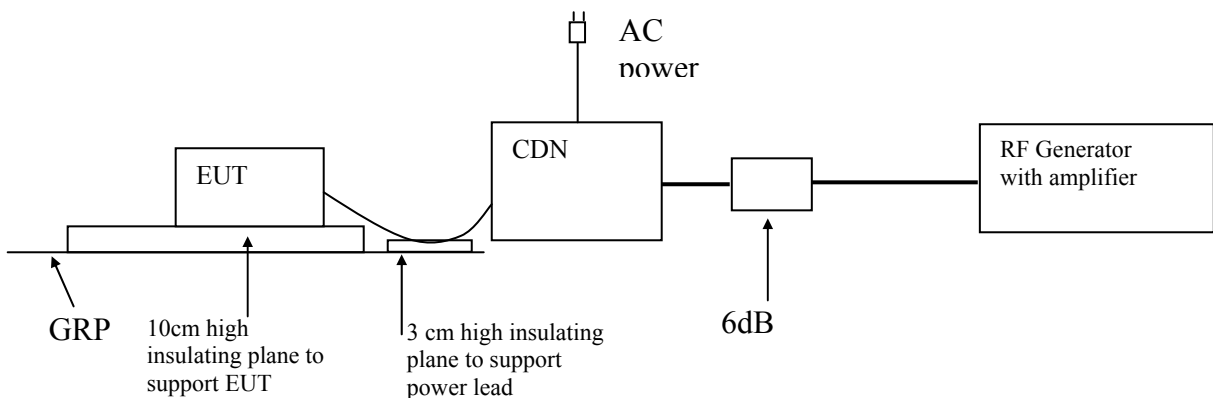 AC
power
EUT
CDN
RF Generator
with amplifier
GRP
10cm high
insulating plane to
support EUT
3 cm high insulating
plane to support
power lead
6dB